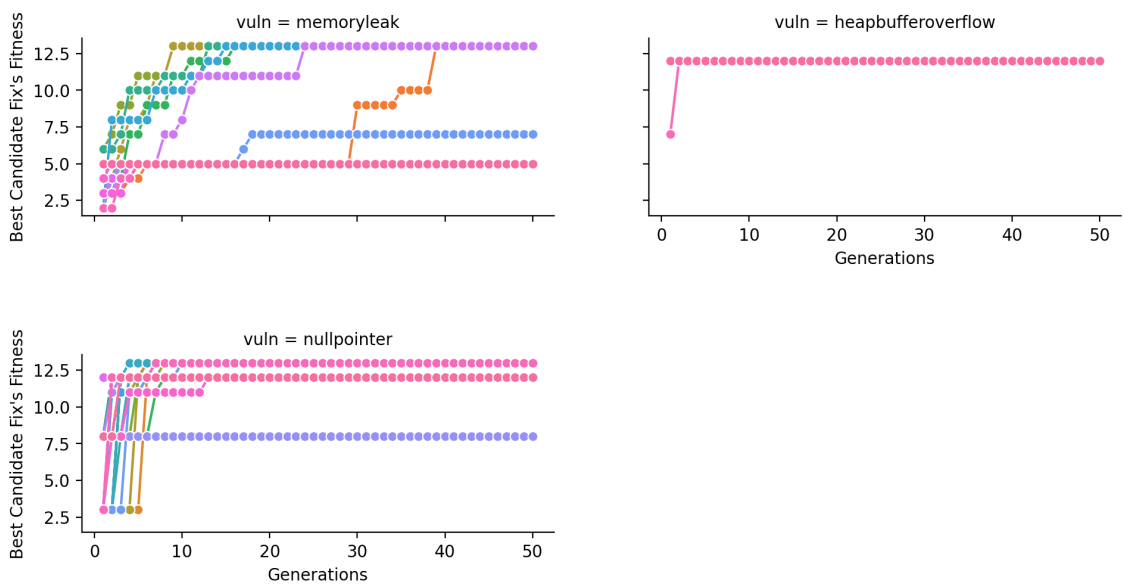 vuln = memoryleak
Best Candidate Fix's Fitness
12.5
10.0
7.5
5.0
2.5
vuln = heapbufferoverflow
0 10 20 30 40 50
Generations
vuln = nullpointer
Best Candidate Fix's Fitness
12.5
10.0
7.5
5.0
2.5
0 10 20 30 40 50
Generations